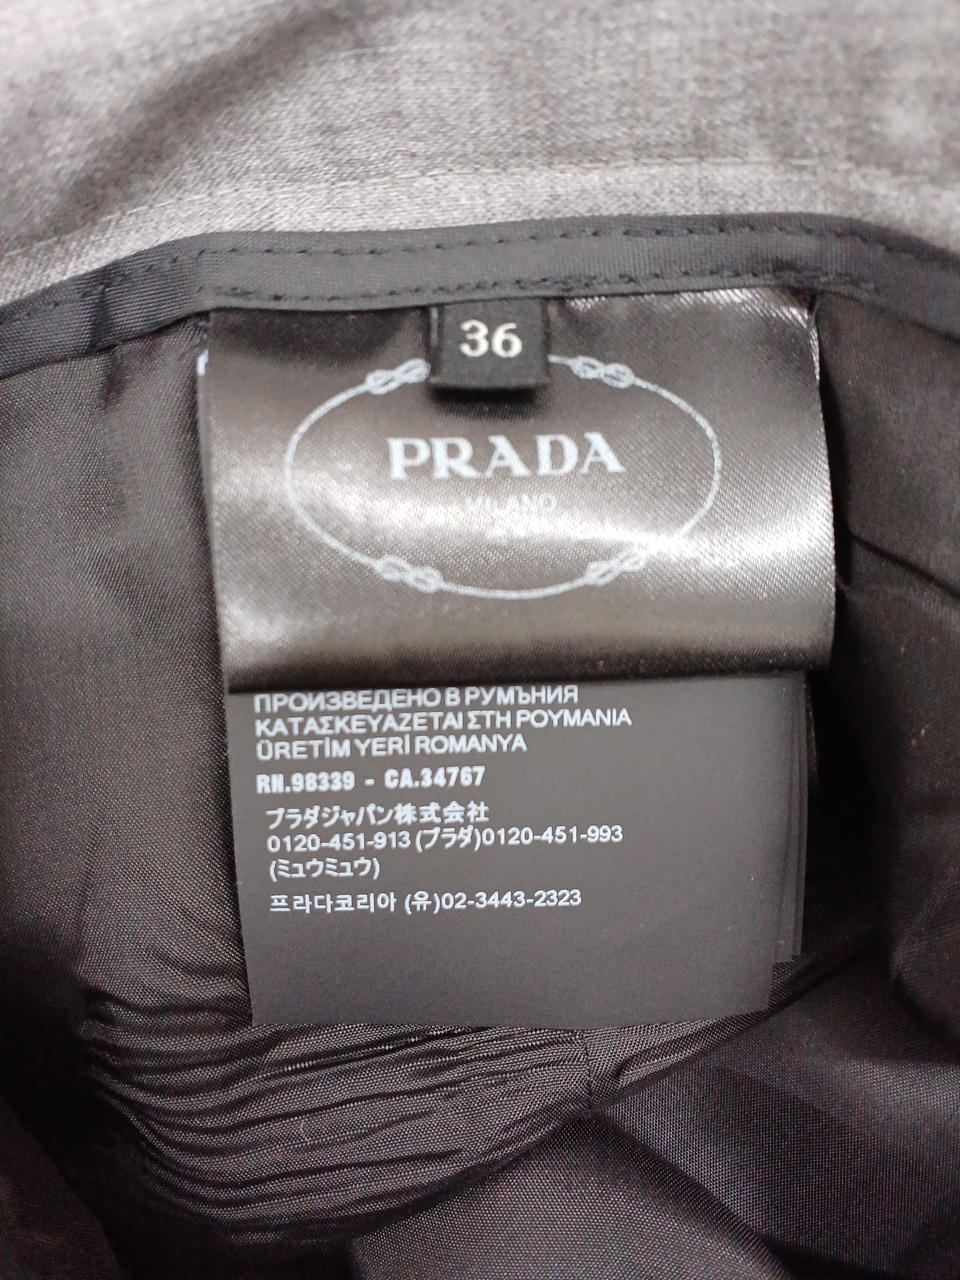 36
PRADA
MILANO
ПРОИЗВЕДЕНО В РУМЪНИЯ
ΚΑΤΑΣΚΕΥΑΖΕΤΑΙ ΣΤΗ ΡΟΥΜΑΝΙΑ
ÜRETİM YERİ ROMANYA
RN.98339 - CA.34767
プラダジャパン株式会社
0120-451-913 (プラダ)0120-451-993
(ミュウミュウ)
프라다코리아 (유)02-3443-2323